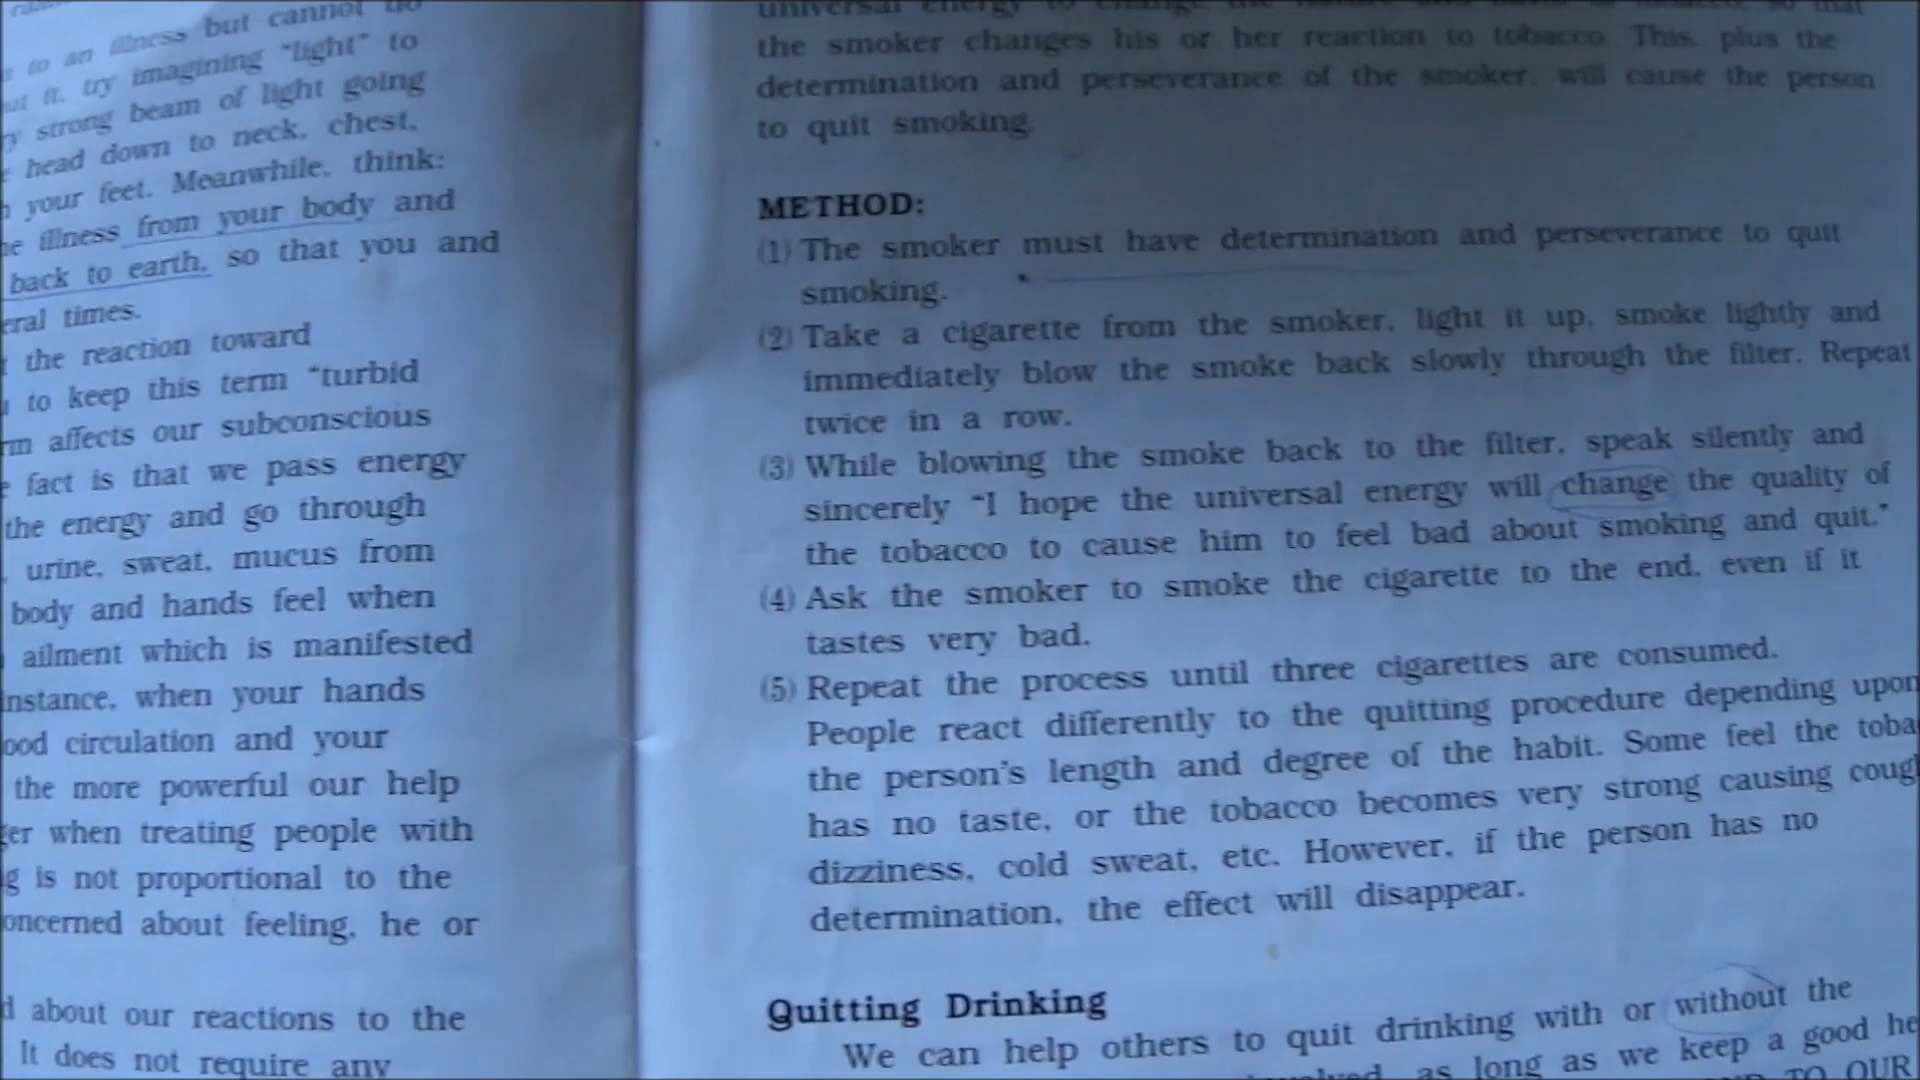 to an illness but cannot do
it, try imagining "light" to
strong beam of light going
head down to neck, chest,
your feet. Meanwhile, think:
illness from your body and
back to earth, so that you and
times.
the reaction toward
to keep this term "turbid
affects our subconscious
fact is that we pass energy
the energy and go through
urine, sweat, mucus from
body and hands feel when
ailment which is manifested
instance, when your hands
circulation and your
the more powerful our help
when treating people with
is not proportional to the
concerned about feeling, he or
about our reactions to the
It does not require any
universal energy to change the
the smoker changes his or her reaction to tobacco. This, plus the
determination and perseverance of the smoker, will cause the person
to quit smoking.
METHOD:
(1) The smoker must have determination and perseverance to quit
smoking.
(2) Take a cigarette from the smoker, light it up, smoke lightly and
immediately blow the smoke back slowly through the filter. Repeat
twice in a row.
(3) While blowing the smoke back to the filter, speak silently and
sincerely "I hope the universal energy will change the quality of
the tobacco to cause him to feel bad about smoking and quit."
(4) Ask the smoker to smoke the cigarette to the end, even if it
tastes very bad.
(5) Repeat the process until three cigarettes are consumed.
People react differently to the quitting procedure depending upon
the person's length and degree of the habit. Some feel the toba
has no taste, or the tobacco becomes very strong causing coug
dizziness, cold sweat, etc. However, if the person has no
determination, the effect will disappear.
Quitting Drinking
We can help others to quit drinking with or without the
as long as we keep a good he
TO OUR